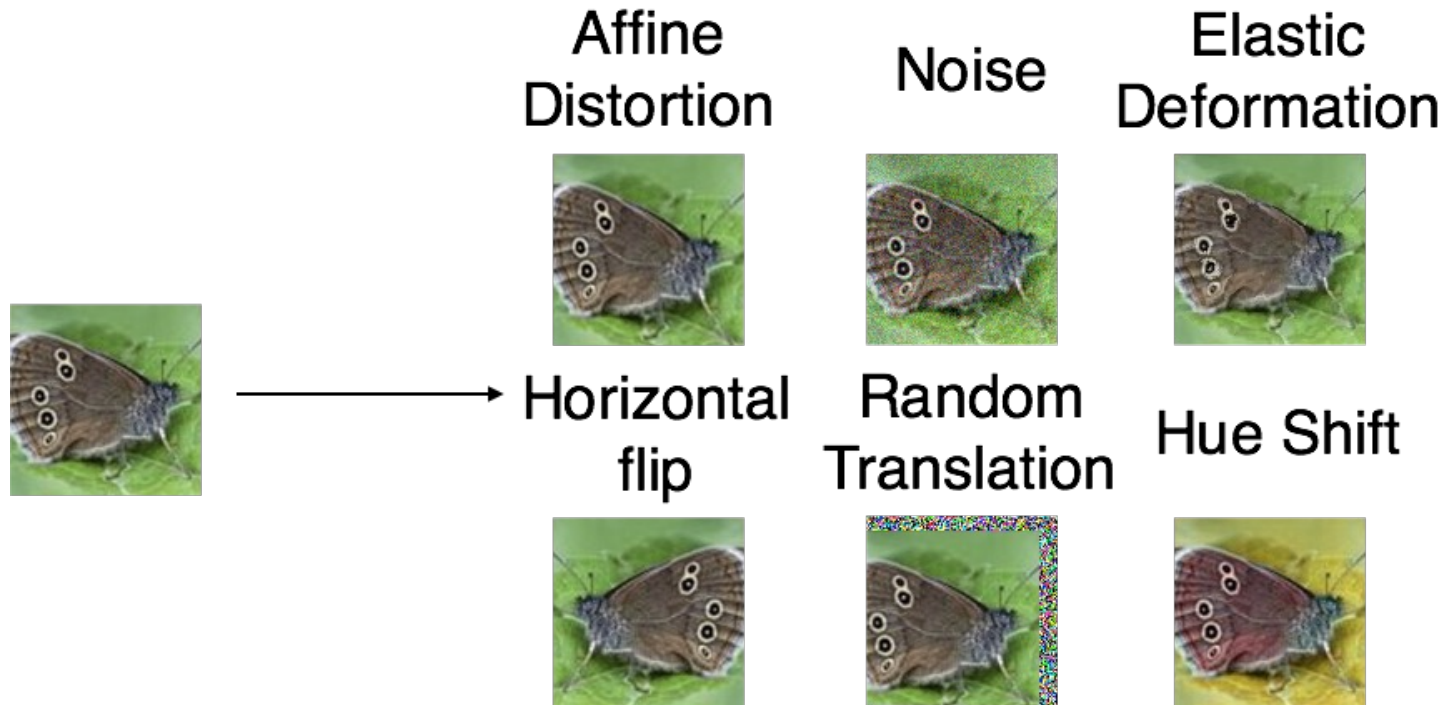 Affine
Distortion
Noise
Elastic
Deformation
Horizontal
flip
Random
Translation
Hue Shift